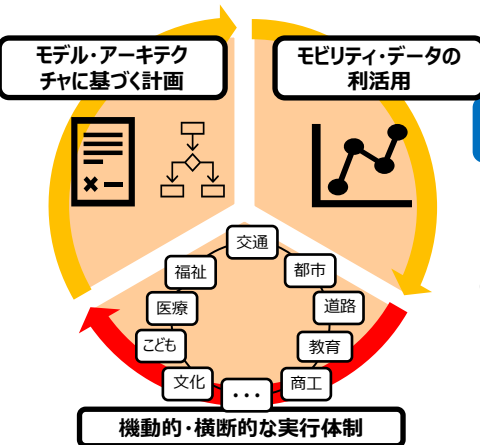 モデル・アーキテク
チャに基づく計画
モビリティ・データの
利活用
交通
福祉
都市
医療
道路
こども
教育
文化
・・・
商工
機動的・横断的な実行体制